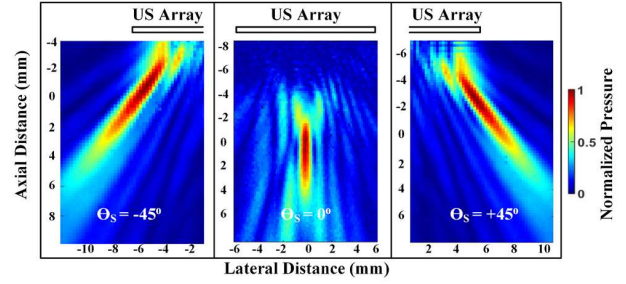 US Array US Array US Array
Axial Distance (mm)
-4
-2
0
2
4
6
8
-10 -8 -6 -4 -2
ϴS = -45⁰
-8
-6
-4
-2
0
2
4
6
-6 -4 -2 0 2 4 6
ϴS = 0⁰
-6
-4
-2
0
2
4
6
2 4 6 8 10
ϴS = +45⁰
1
0.5
0
Normalized Pressure
Lateral Distance (mm)